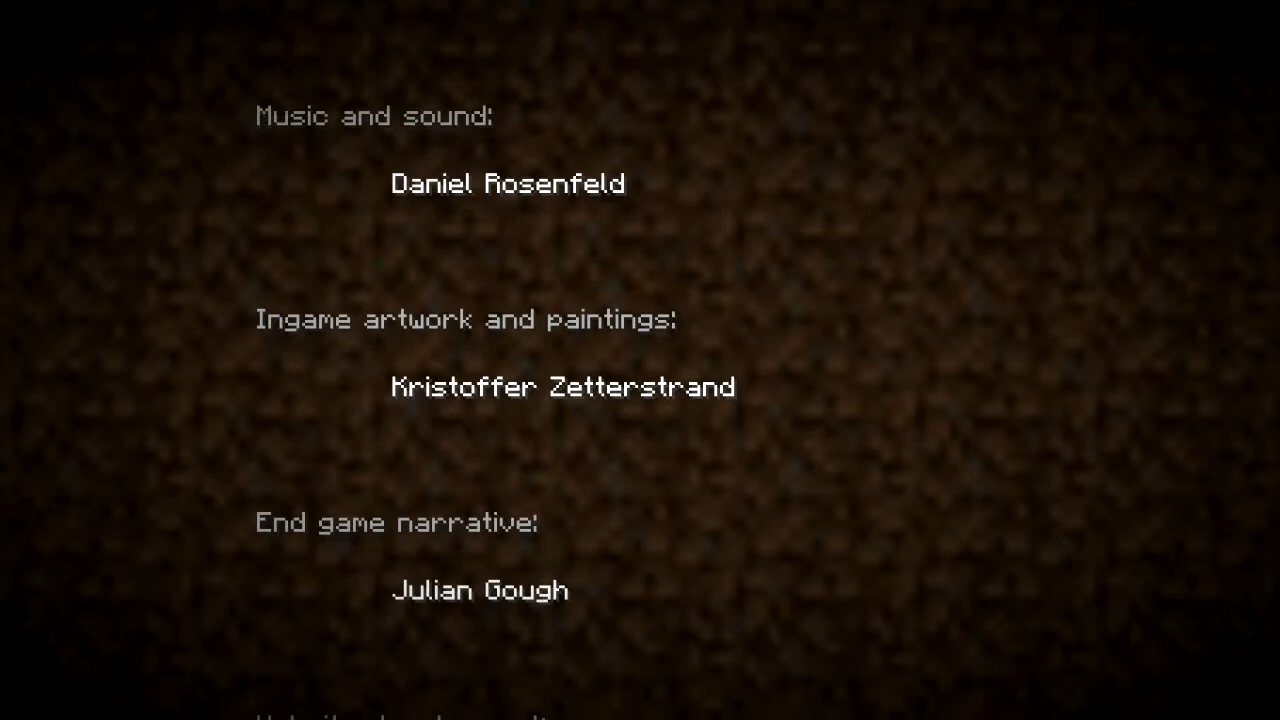 Music and sound:
Daniel Rosenfeld
Ingame artwork and paintings:
Kristoffer Zetterstrand
End game narrative:
Julian Gough